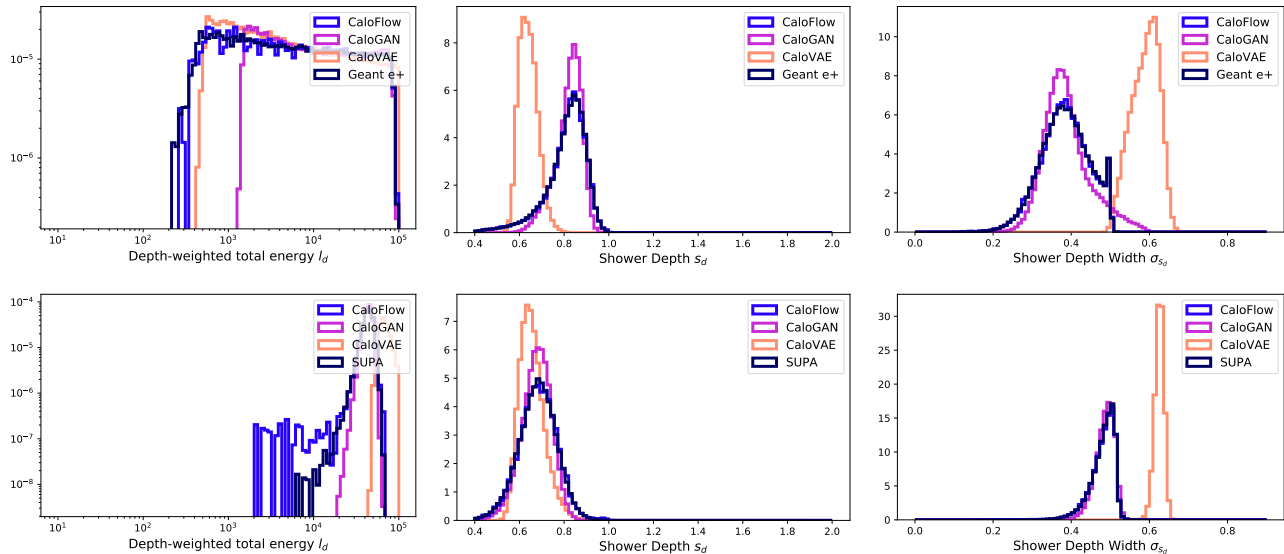 10⁻⁵
10⁻⁶
10¹ 10² 10³ 10⁴ 10⁵
Depth-weighted total energy l_d
CaloFlow
CaloGAN
CaloVAE
Geant e+
8
6
4
2
0
0.4 0.6 0.8 1.0 1.2 1.4 1.6 1.8 2.0
Shower Depth s_d
CaloFlow
CaloGAN
CaloVAE
Geant e+
10
8
6
4
2
0
0.0 0.2 0.4 0.6 0.8
Shower Depth Width σ_{s_d}
CaloFlow
CaloGAN
CaloVAE
Geant e+
10⁻⁴
10⁻⁵
10⁻⁶
10⁻⁷
10⁻⁸
10¹ 10² 10³ 10⁴ 10⁵
Depth-weighted total energy l_d
CaloFlow
CaloGAN
CaloVAE
SUPA
7
6
5
4
3
2
1
0
0.4 0.6 0.8 1.0 1.2 1.4 1.6 1.8 2.0
Shower Depth s_d
CaloFlow
CaloGAN
CaloVAE
SUPA
30
25
20
15
10
5
0
0.0 0.2 0.4 0.6 0.8
Shower Depth Width σ_{s_d}
CaloFlow
CaloGAN
CaloVAE
SUPA